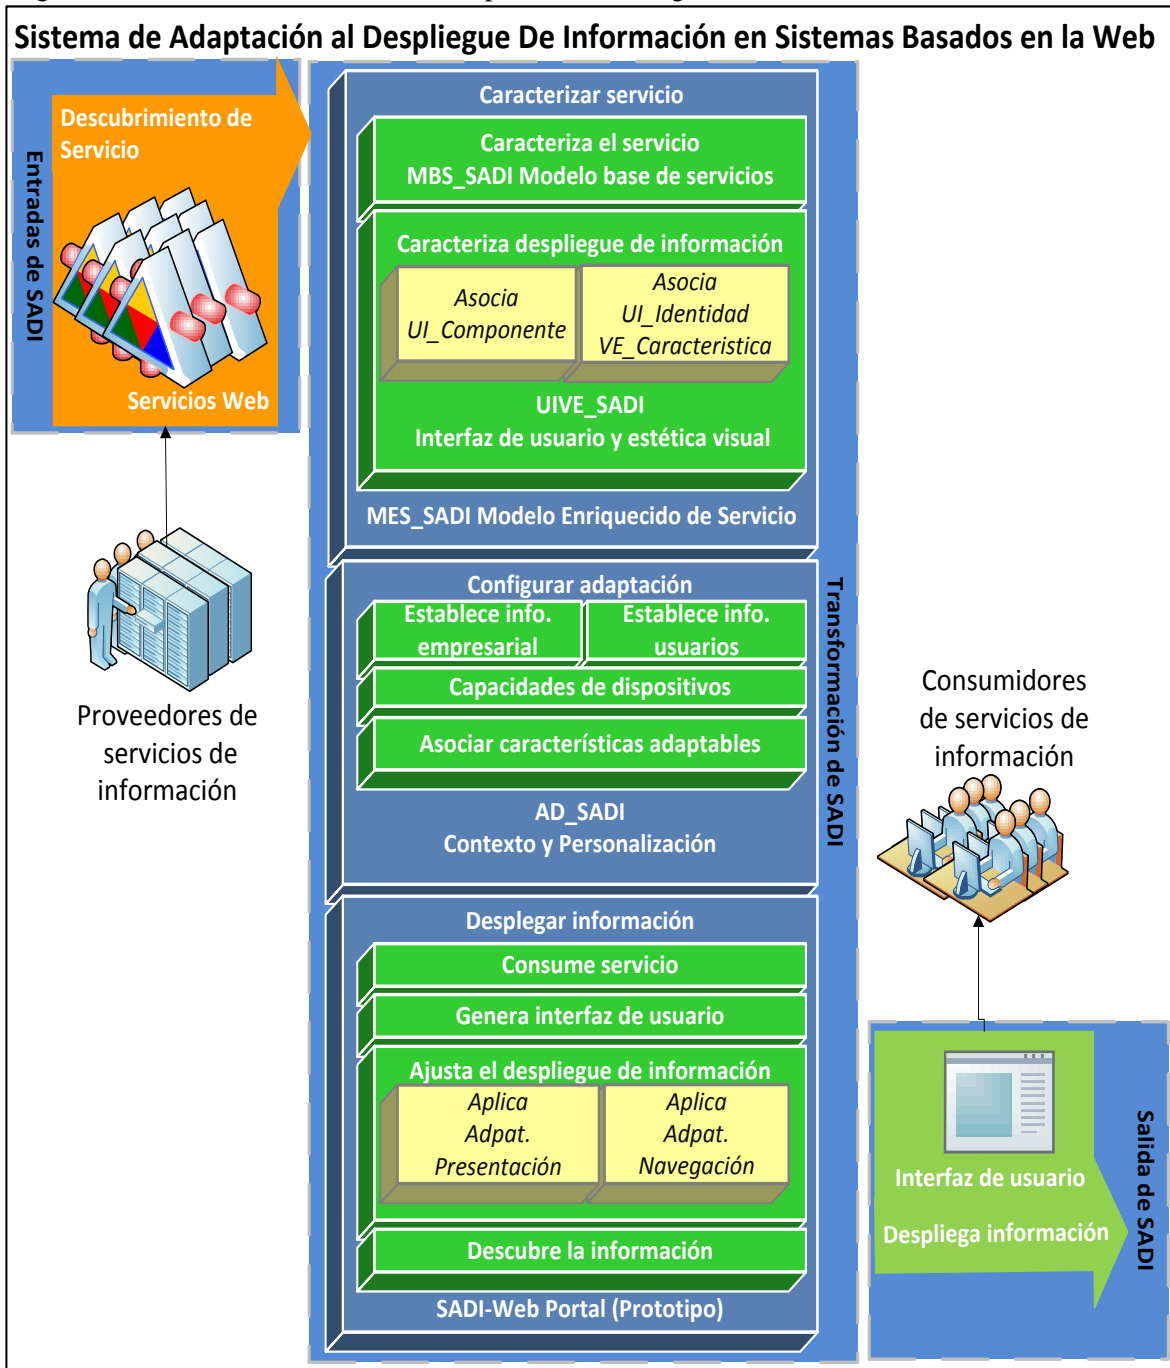 Sistema de Adaptación al Despliegue De Información en Sistemas Basados en la Web
Entradas de SADI
Descubrimiento de
Servicio
Servicios Web
Proveedores de
servicios de
información
Caracterizar servicio
Caracteriza el servicio
MBS_SADI Modelo base de servicios
Caracteriza despliegue de información
Asocia
UI_Componente
Asocia
UI_Identidad
VE_Caracteristica
UIVE_SADI
Interfaz de usuario y estética visual
MES_SADI Modelo Enriquecido de Servicio
Configurar adaptación
Establece info.
empresarial
Establece info.
usuarios
Capacidades de dispositivos
Asociar características adaptables
AD_SADI
Contexto y Personalización
Desplegar información
Consume servicio
Genera interfaz de usuario
Ajusta el despliegue de información
Aplica
Adpat.
Presentación
Aplica
Adpat.
Navegación
Descubre la información
SADI-Web Portal (Prototipo)
Transformación de SADI
Consumidores
de servicios de
información
Interfaz de usuario
Despliega información
Salida de SADI